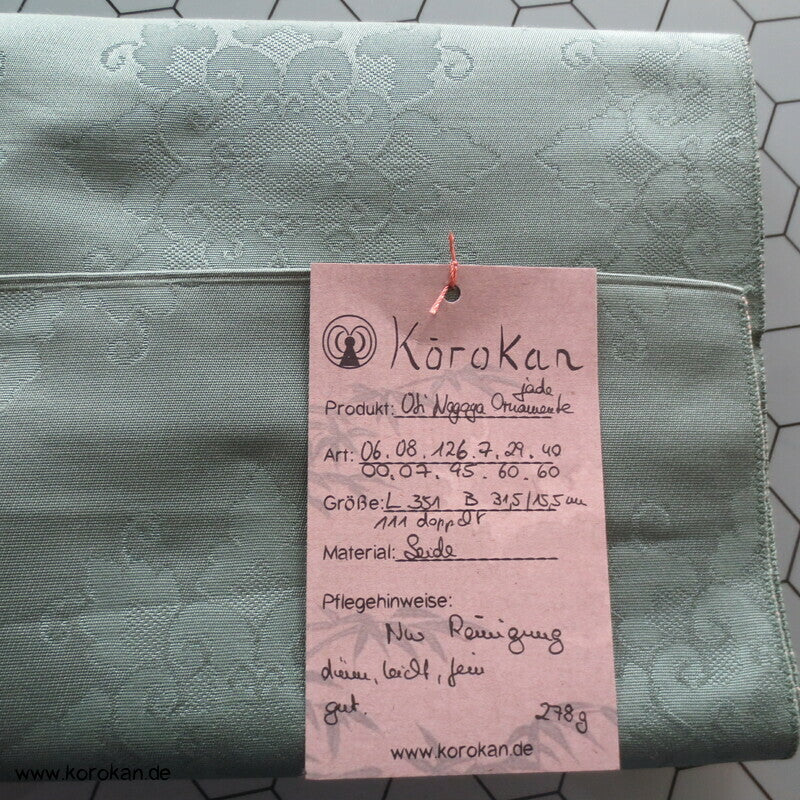 Kōrokan
jade
Produkt: Obi Nagoya Ornamente
Art: 06.08.126.7.29.40
00.07.95.60.60
Größe: L 351 B 31,5/15,5 cm
111 doppelt
Material: Seide
Pflegehinweise:
Nur Reinigung
dünn, leicht, fein
gut. 278g
www.korokan.de
www.korokan.de